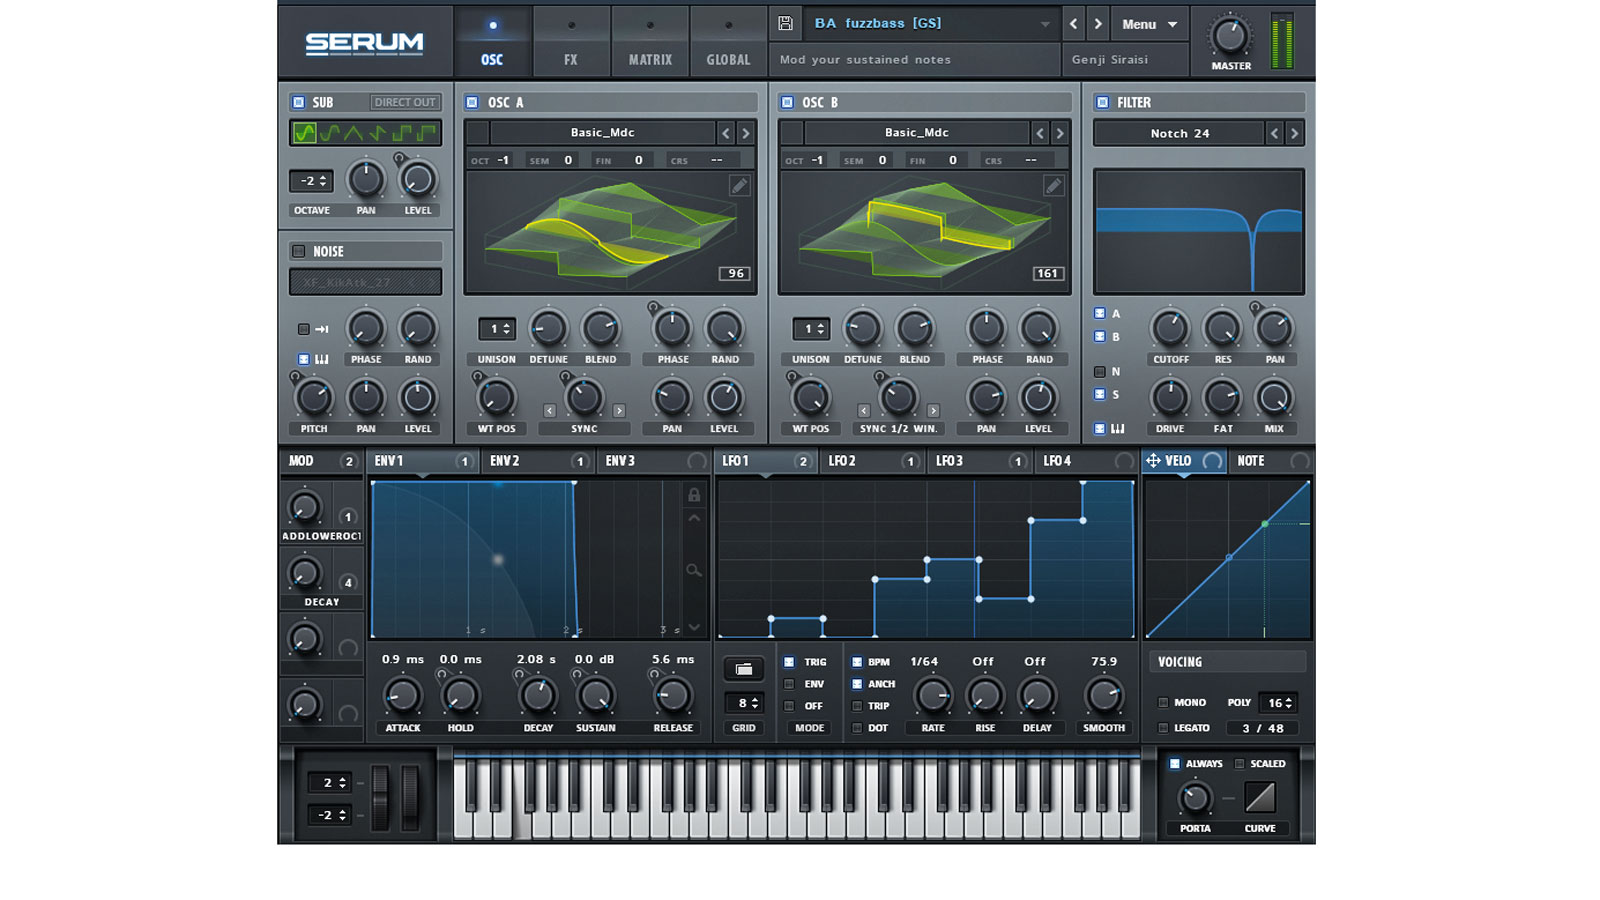 SERUM
OSC FX MATRIX GLOBAL
BA fuzzbass [GS]
Menu
Mod your sustained notes
Genji Siraisi
MASTER
SUB DIRECT OUT
-2
OCTAVE PAN LEVEL
NOISE
XF_KikAtk_27
PHASE RAND
PITCH PAN LEVEL
OSC A
Basic_Mdc
OCT -1 SEM 0 FIN 0 CRS --
96
1
UNISON DETUNE BLEND PHASE RAND
WT POS SYNC PAN LEVEL
OSC B
Basic_Mdc
OCT -1 SEM 0 FIN 0 CRS --
161
1
UNISON DETUNE BLEND PHASE RAND
WT POS SYNC 1/2 WIN. PAN LEVEL
FILTER
Notch 24
A
B
N
S
CUTOFF RES PAN
DRIVE FAT MIX
MOD 2 ENV 1 1 ENV 2 1 ENV 3 LFO 1 2 LFO 2 1 LFO 3 1 LFO 4 VELO NOTE
1
ADDLOWEROCT
4
DECAY
1 s 2 s 3 s
0.9 ms 0.0 ms 2.08 s 0.0 dB 5.6 ms
ATTACK HOLD DECAY SUSTAIN RELEASE
8
GRID
TRIG
ENV
OFF
MODE
BPM
ANCH
TRIP
DOT
1/64 Off Off 75.9
RATE RISE DELAY SMOOTH
VOICING
MONO POLY 16
LEGATO 3 / 48
2
-2
ALWAYS SCALED
PORTA CURVE